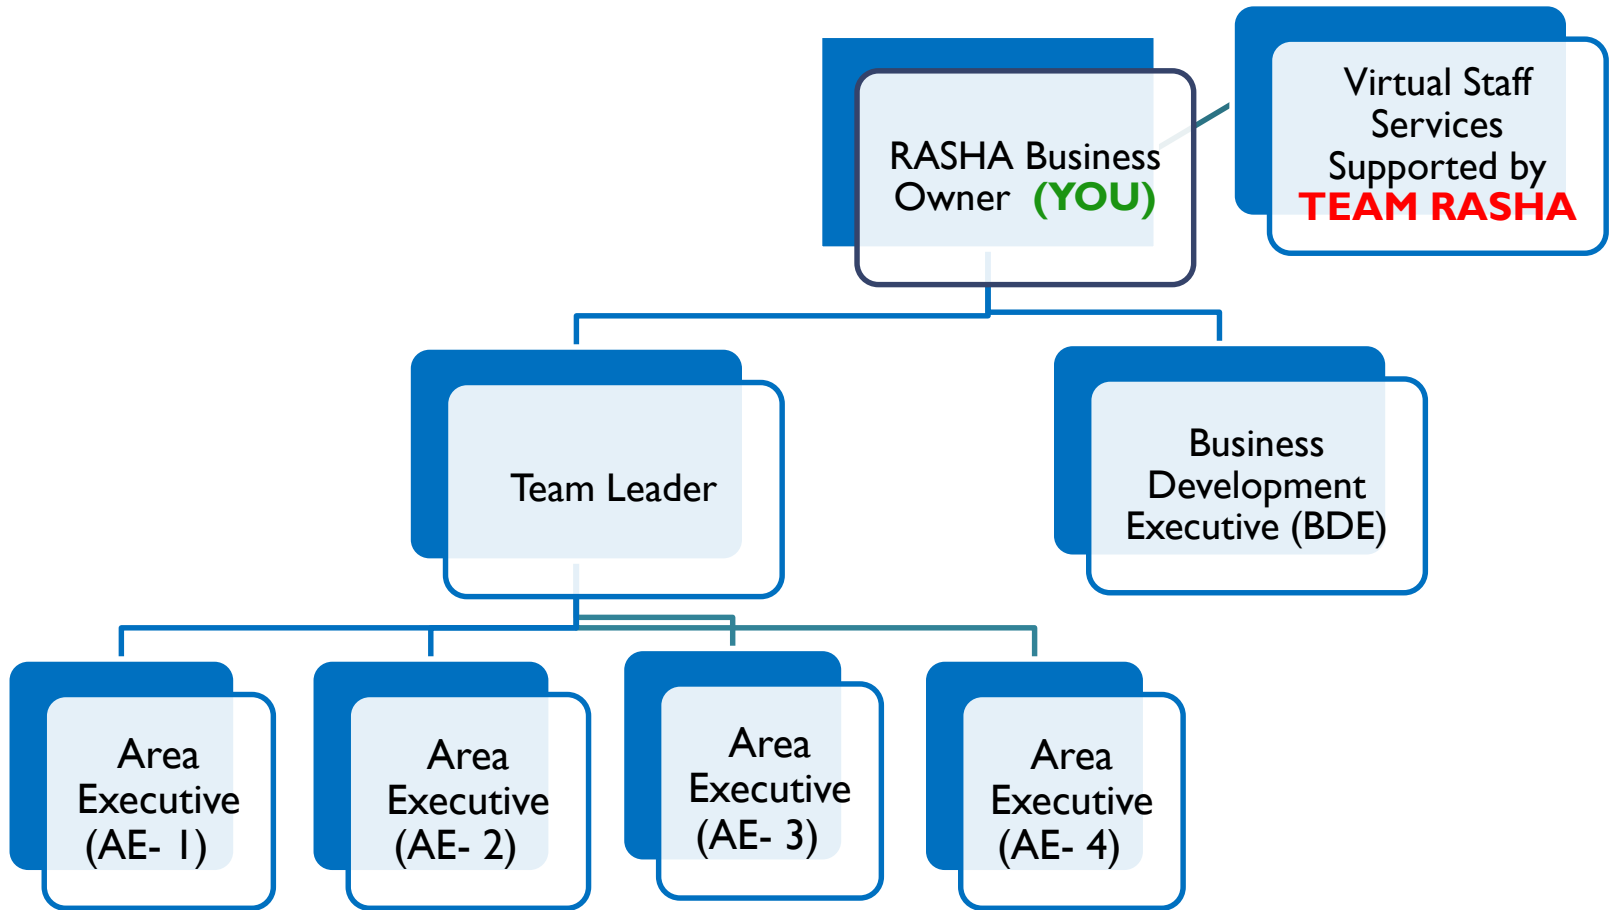 RASHA Business
Owner (YOU)
Virtual Staff
Services
Supported by
TEAM RASHA
Team Leader
Business
Development
Executive (BDE)
Area
Executive
(AE- 1)
Area
Executive
(AE- 2)
Area
Executive
(AE- 3)
Area
Executive
(AE- 4)